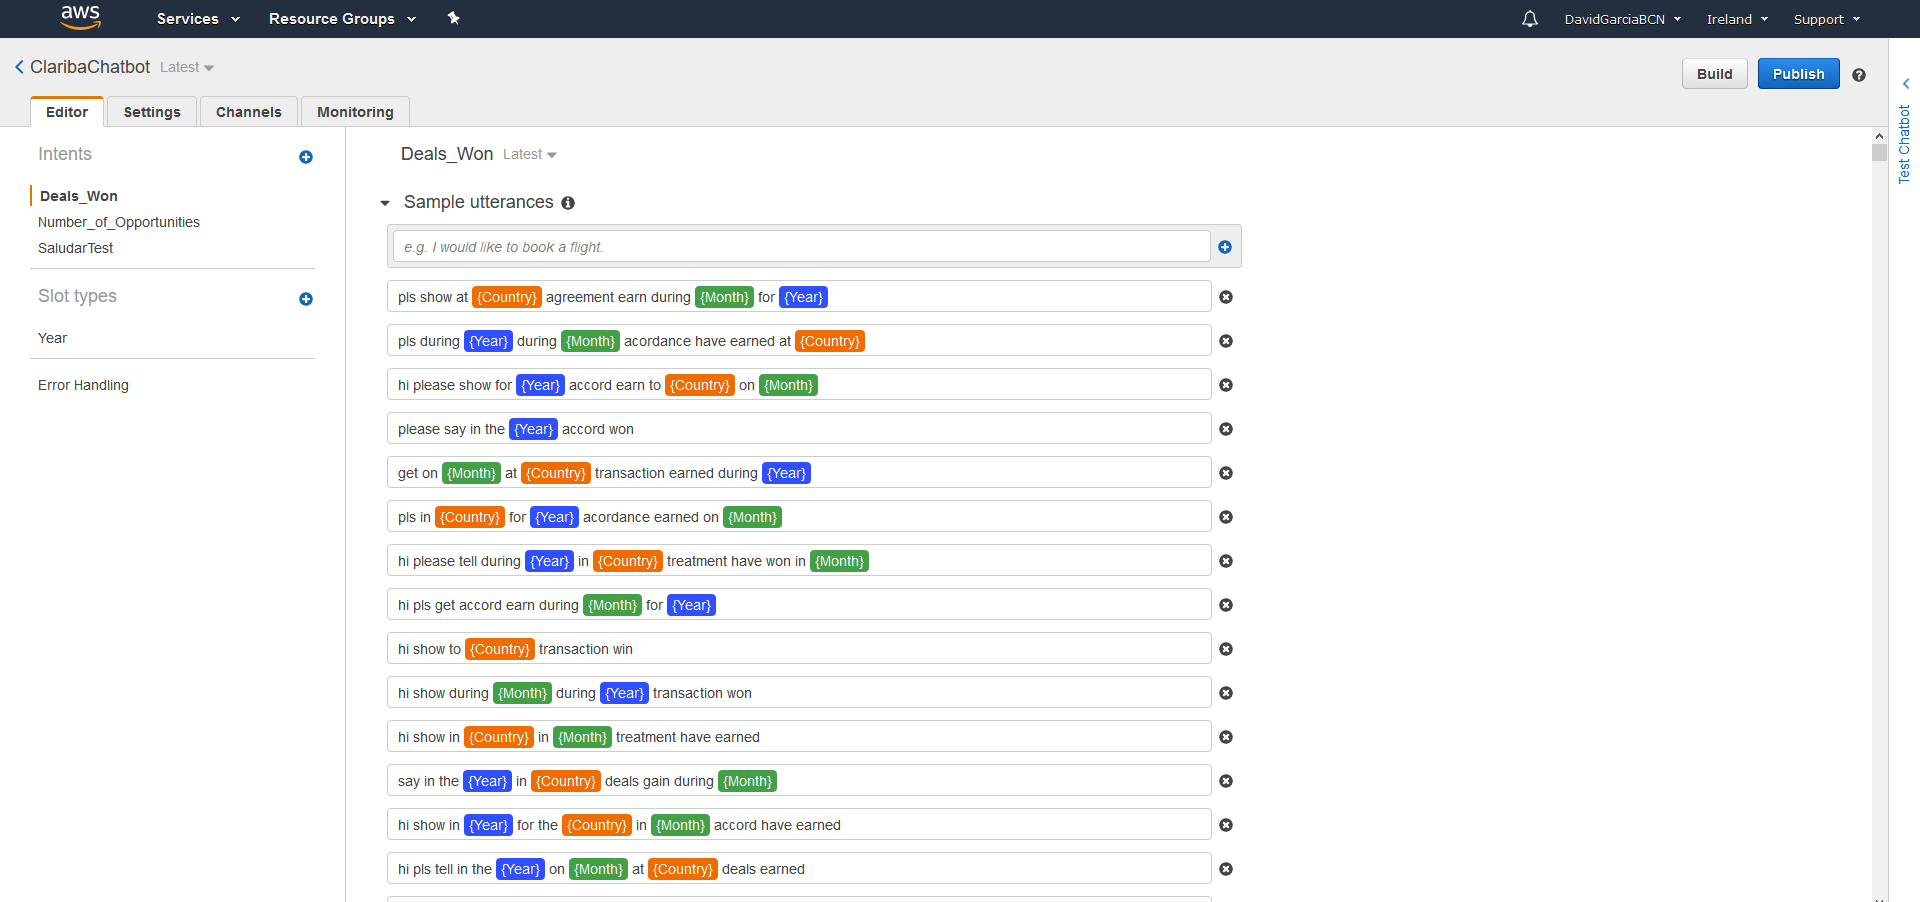 aws Services Resource Groups DavidGarciaBCN Ireland Support
ClaribaChatbot Latest Build Publish ?
Editor Settings Channels Monitoring
Test Chatbot
Intents
Deals_Won
Number_of_Opportunities
SaludarTest
Slot types
Year
Error Handling
Deals_Won Latest
Sample utterances
e.g. I would like to book a flight.
pls show at {Country} agreement earn during {Month} for {Year}
pls during {Year} during {Month} acordance have earned at {Country}
hi please show for {Year} accord earn to {Country} on {Month}
please say in the {Year} accord won
get on {Month} at {Country} transaction earned during {Year}
pls in {Country} for {Year} acordance earned on {Month}
hi please tell during {Year} in {Country} treatment have won in {Month}
hi pls get accord earn during {Month} for {Year}
hi show to {Country} transaction win
hi show during {Month} during {Year} transaction won
hi show in {Country} in {Month} treatment have earned
say in the {Year} in {Country} deals gain during {Month}
hi show in {Year} for the {Country} in {Month} accord have earned
hi pls tell in the {Year} on {Month} at {Country} deals earned